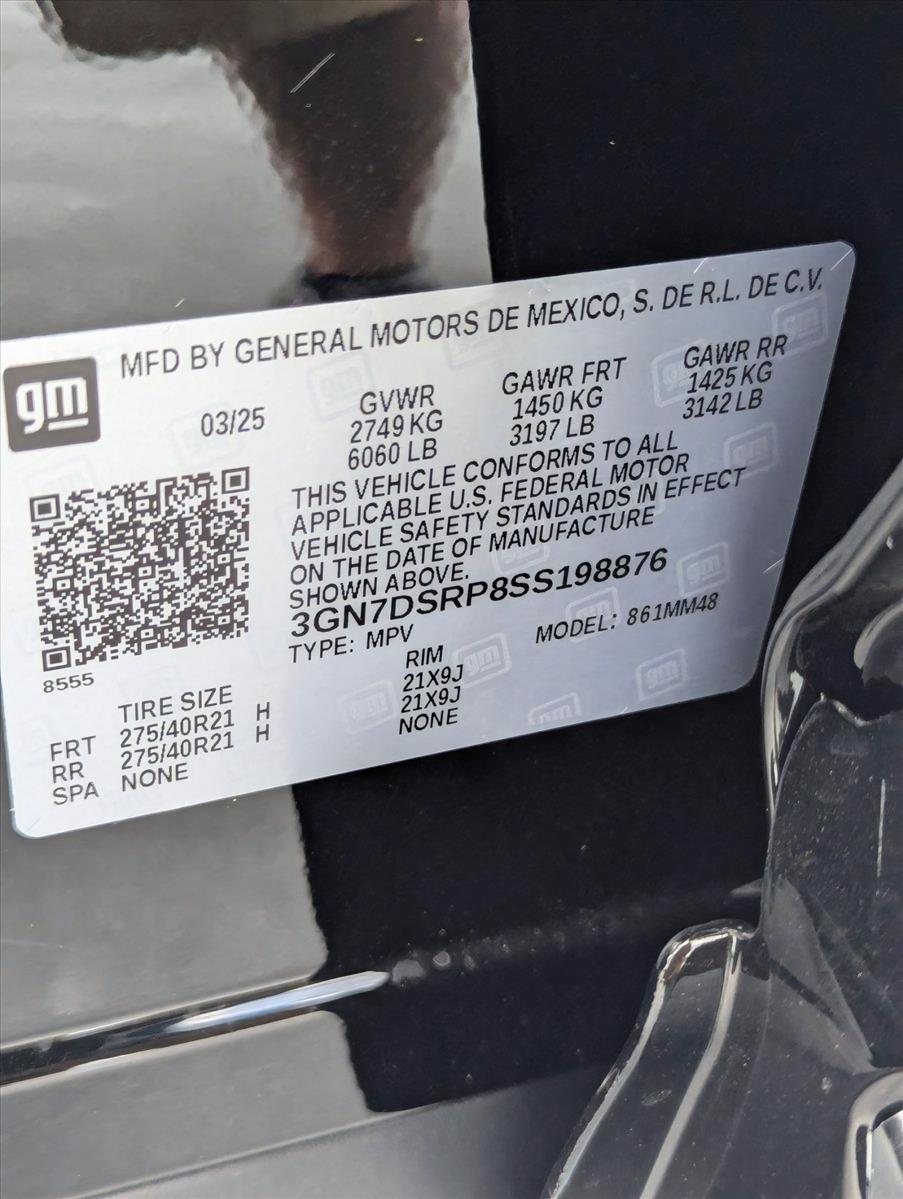 MFD BY GENERAL MOTORS DE MEXICO, S. DE R.L. DE C.V.
gm
03/25
GVWR
2749 KG
6060 LB
GAWR FRT
1450 KG
3197 LB
GAWR RR
1425 KG
3142 LB
THIS VEHICLE CONFORMS TO ALL
APPLICABLE U.S. FEDERAL MOTOR
VEHICLE SAFETY STANDARDS IN EFFECT
ON THE DATE OF MANUFACTURE
SHOWN ABOVE.
3GN7DSRP8SS198876
TYPE: MPV
MODEL: 861MM48
8555
TIRE SIZE
RIM
FRT 275/40R21 H 21X9J
RR 275/40R21 H 21X9J
SPA NONE NONE